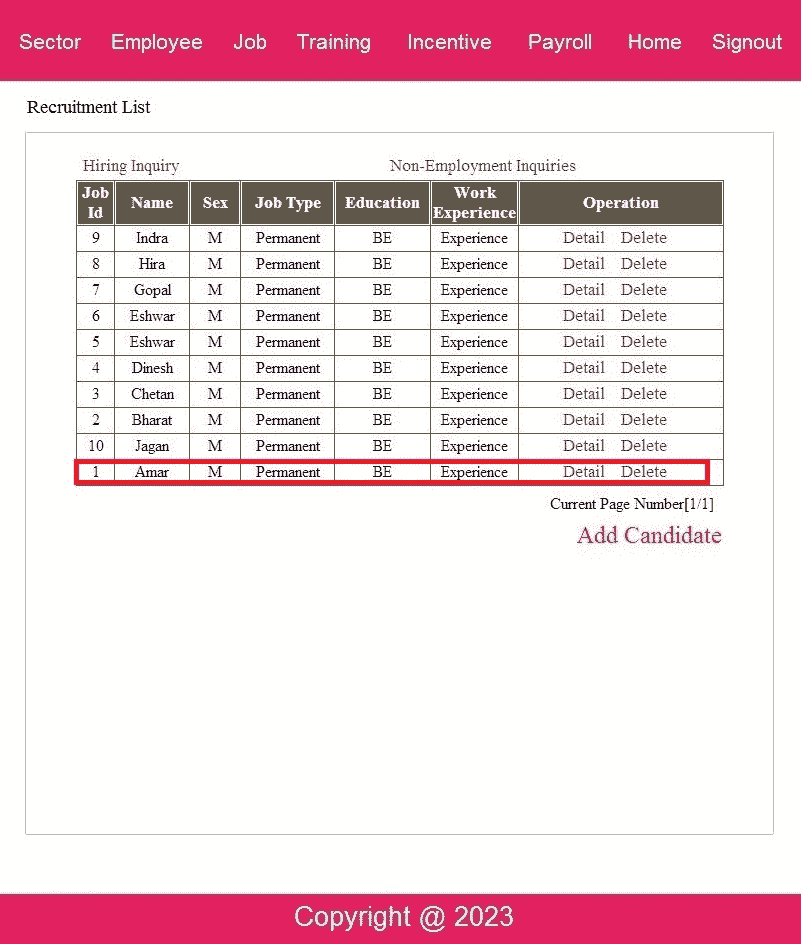 Sector Employee Job Training Incentive Payroll Home Signout
Recruitment List
Hiring Inquiry Non-Employment Inquiries
Job Id Name Sex Job Type Education Work Experience Operation
9 Indra M Permanent BE Experience Detail Delete
8 Hira M Permanent BE Experience Detail Delete
7 Gopal M Permanent BE Experience Detail Delete
6 Eshwar M Permanent BE Experience Detail Delete
5 Eshwar M Permanent BE Experience Detail Delete
4 Dinesh M Permanent BE Experience Detail Delete
3 Chetan M Permanent BE Experience Detail Delete
2 Bharat M Permanent BE Experience Detail Delete
10 Jagan M Permanent BE Experience Detail Delete
1 Amar M Permanent BE Experience Detail Delete
Current Page Number[1/1]
Add Candidate
Copyright @ 2023